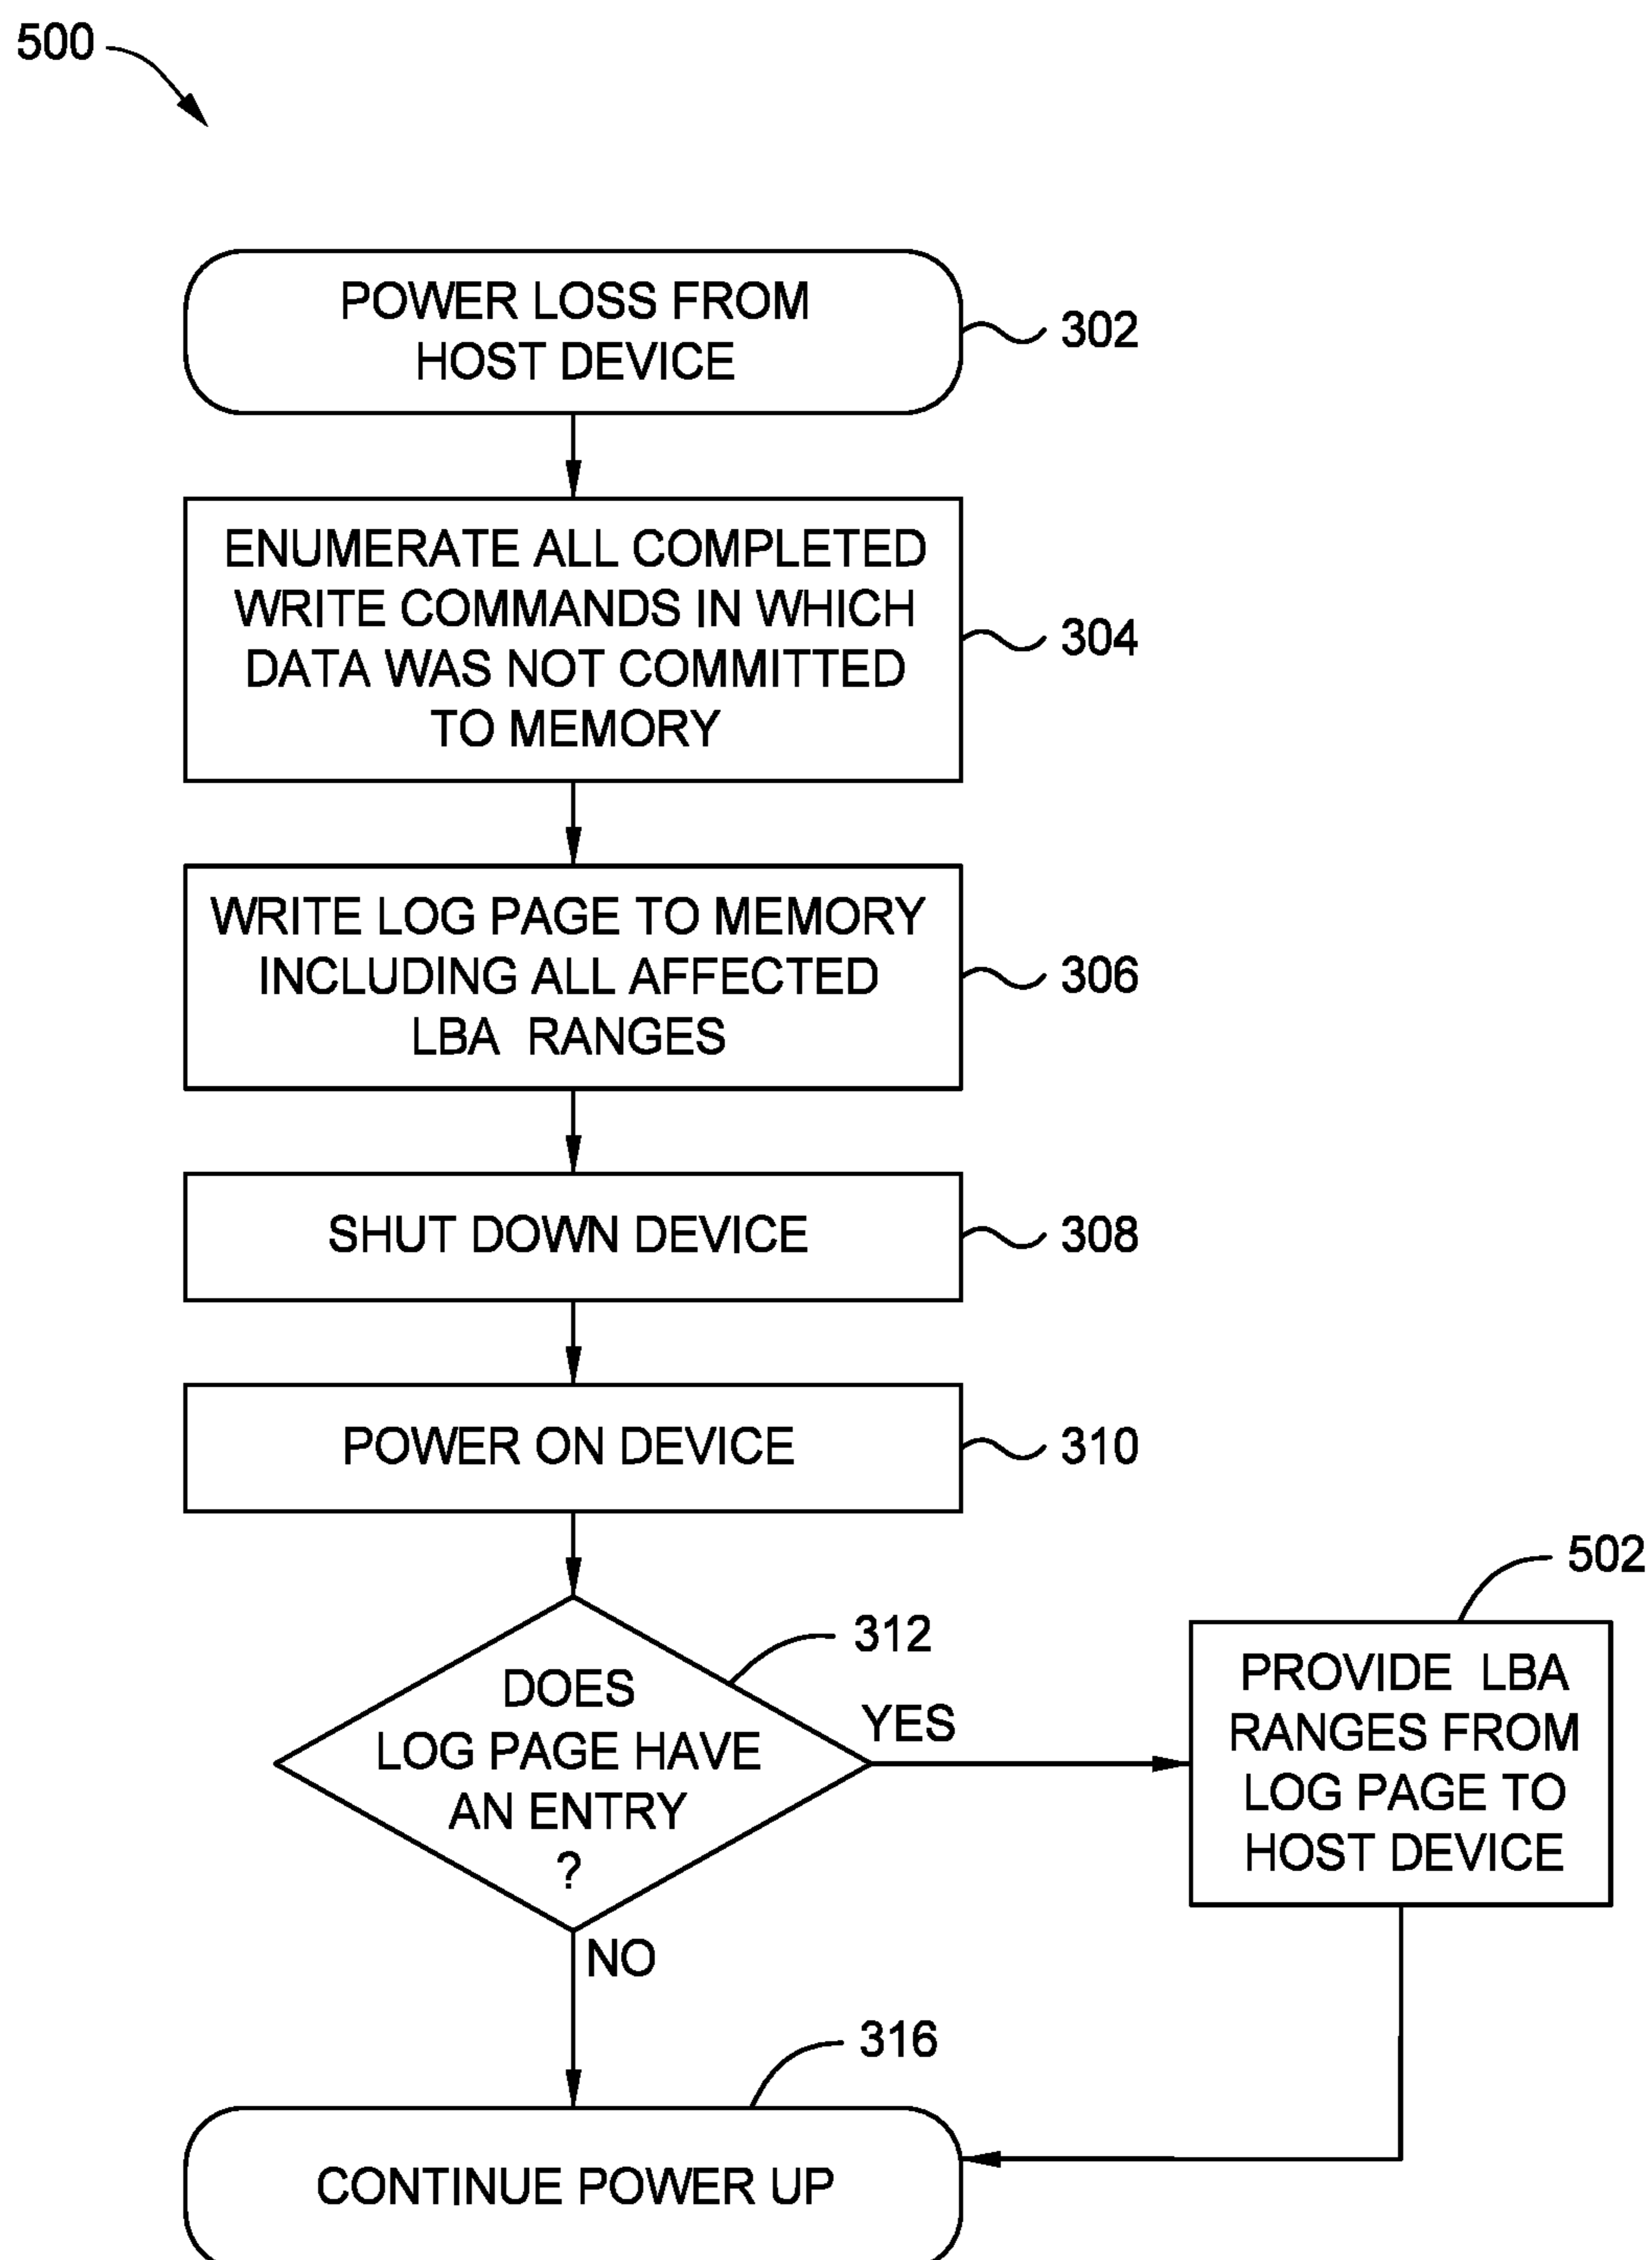 500
POWER LOSS FROM
HOST DEVICE
302
ENUMERATE ALL COMPLETED
WRITE COMMANDS IN WHICH
DATA WAS NOT COMMITTED
TO MEMORY
304
WRITE LOG PAGE TO MEMORY
INCLUDING ALL AFFECTED
LBA RANGES
306
SHUT DOWN DEVICE
308
POWER ON DEVICE
310
DOES
LOG PAGE HAVE
AN ENTRY
?
312
YES
502
PROVIDE LBA
RANGES FROM
LOG PAGE TO
HOST DEVICE
NO
316
CONTINUE POWER UP